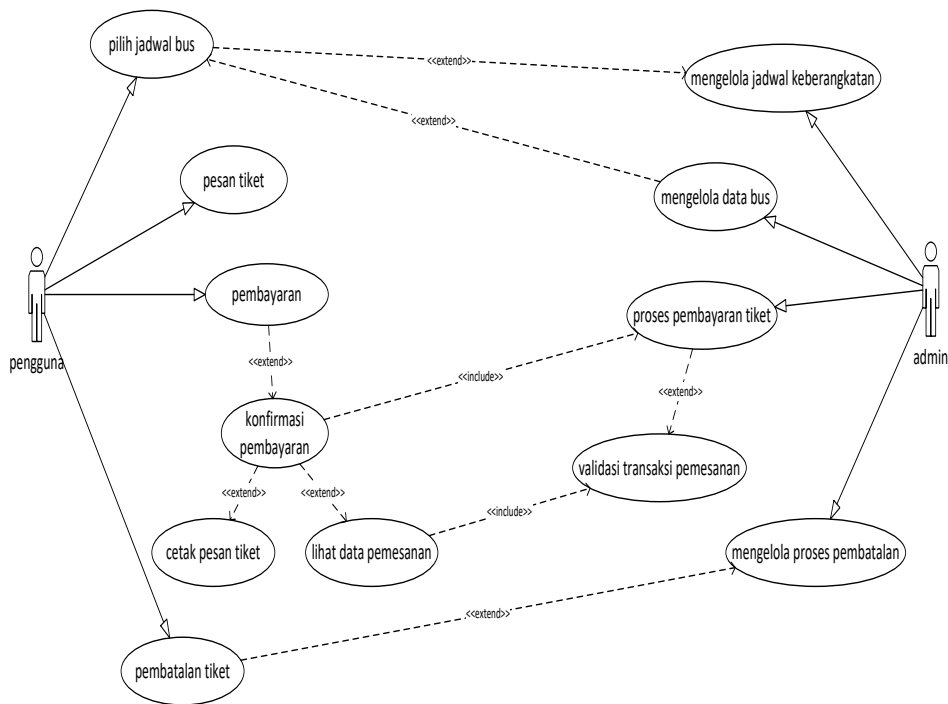 pilih jadwal bus
<<extend>>
mengelola jadwal keberangkatan
<<extend>>
pesan tiket
mengelola data bus
pembayaran
proses pembayaran tiket
pengguna
admin
<<extend>>
<<include>>
<<extend>>
konfirmasi
pembayaran
validasi transaksi pemesanan
<<extend>>
<<extend>>
<<include>>
cetak pesan tiket
lihat data pemesanan
mengelola proses pembatalan
<<extend>>
pembatalan tiket